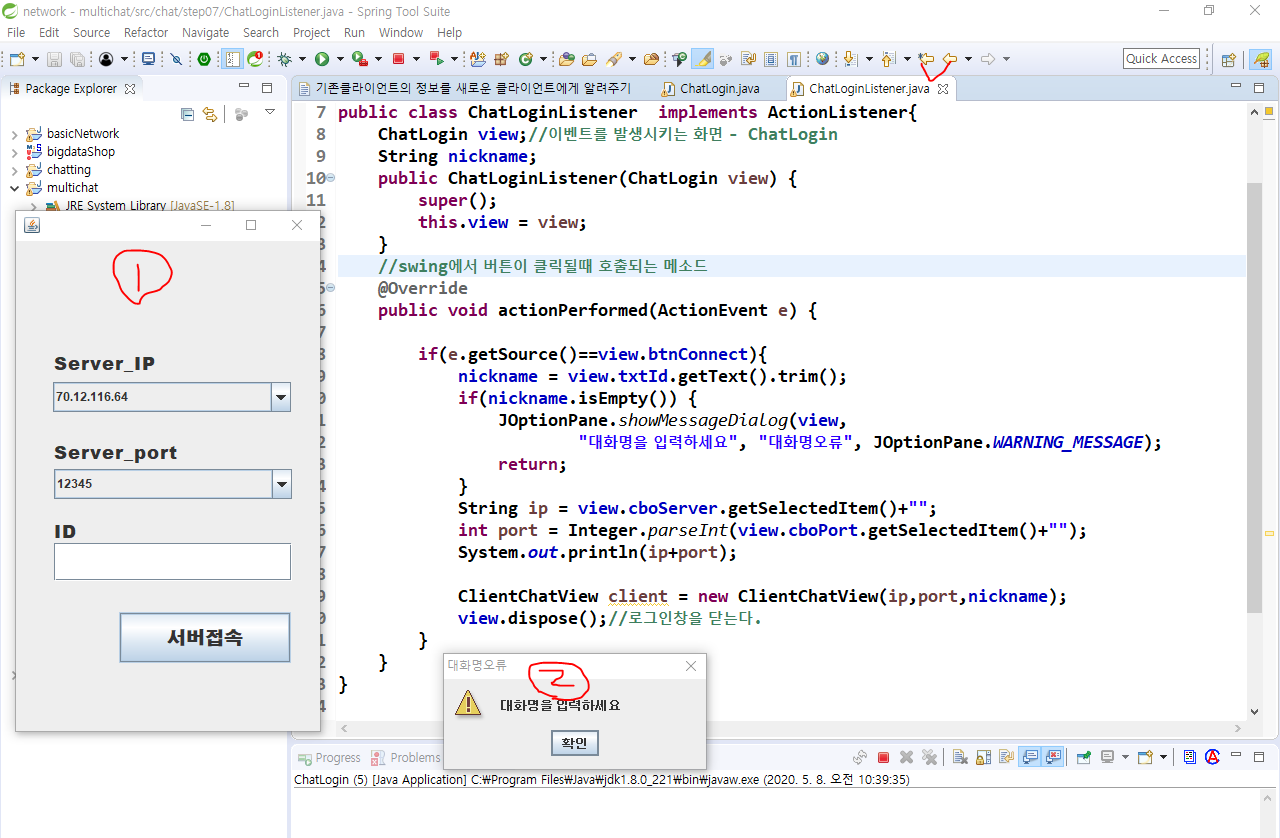 network - multichat/src/chat/step07/ChatLoginListener.java - Spring Tool Suite
File Edit Source Refactor Navigate Search Project Run Window Help
Quick Access
Package Explorer
기존클라이언트의 정보를 새로운 클라이언트에게 알려주기 ChatLogin.java ChatLoginListener.java
basicNetwork
bigdataShop
chatting
multichat
JRE System Library [JavaSE-1.8]
1
Server_IP
70.12.116.64
Server_port
12345
ID
서버접속
7 public class ChatLoginListener implements ActionListener{
8 ChatLogin view;//이벤트를 발생시키는 화면 - ChatLogin
9 String nickname;
10 public ChatLoginListener(ChatLogin view) {
11 super();
2 this.view = view;
3 }
4 //swing에서 버튼이 클릭될때 호출되는 메소드
5 @Override
6 public void actionPerformed(ActionEvent e) {
7
8 if(e.getSource()==view.btnConnect){
9 nickname = view.txtId.getText().trim();
0 if(nickname.isEmpty()) {
1 JOptionPane.showMessageDialog(view,
2 "대화명을 입력하세요", "대화명오류", JOptionPane.WARNING_MESSAGE);
3 return;
4 }
5 String ip = view.cboServer.getSelectedItem()+"";
6 int port = Integer.parseInt(view.cboPort.getSelectedItem()+"");
7 System.out.println(ip+port);
8
9 ClientChatView client = new ClientChatView(ip,port,nickname);
0 view.dispose();//로그인창을 닫는다.
1 }
2 }
3 }
4
대화명오류
2
대화명을 입력하세요
확인
Progress Problems
ChatLogin (5) [Java Application] C:₩Program Files₩Java₩jdk1.8.0_221₩bin₩javaw.exe (2020. 5. 8. 오전 10:39:35)